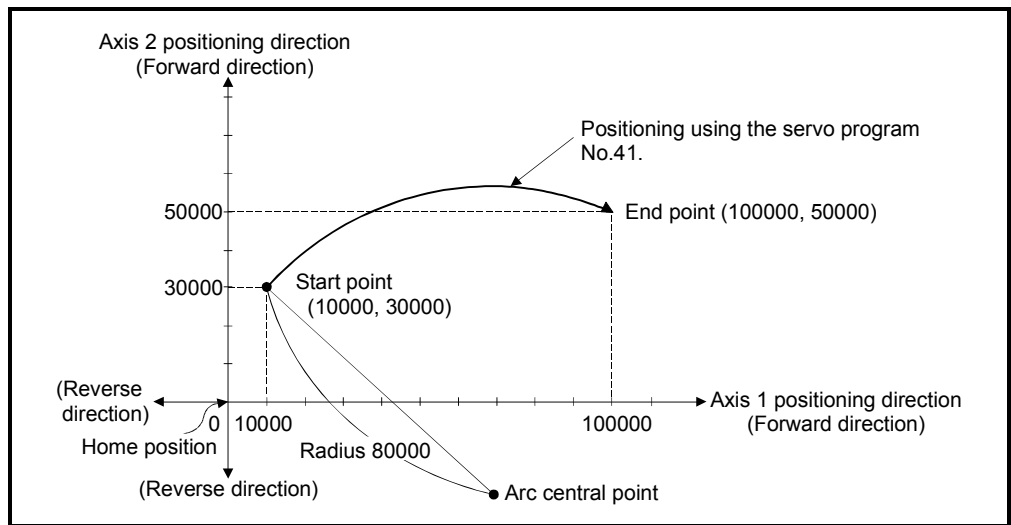 Axis 2 positioning direction
(Forward direction)
Positioning using the servo program
No.41.
50000
End point (100000, 50000)
30000
Start point
(10000, 30000)
(Reverse
direction)
0
10000
100000
Axis 1 positioning direction
(Forward direction)
Home position
Radius 80000
(Reverse direction)
Arc central point